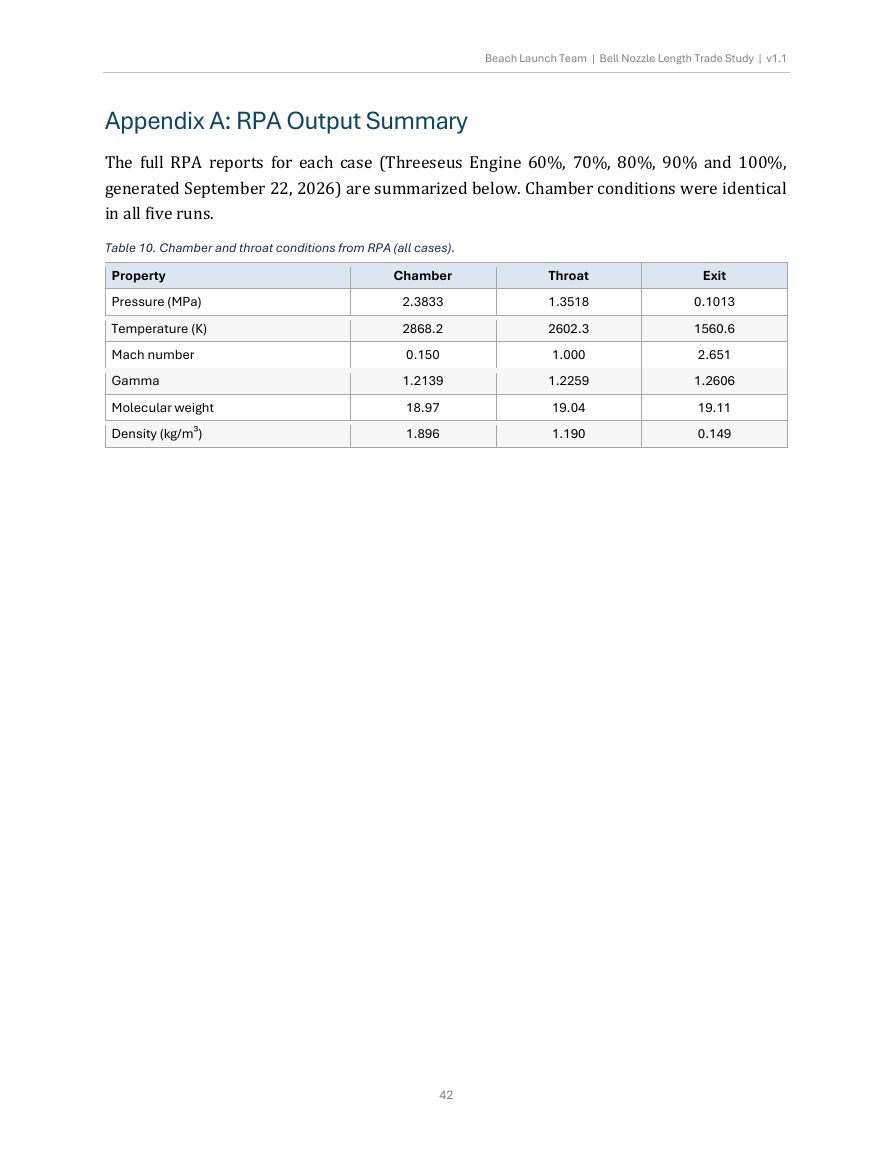 Beach Launch Team | Bell Nozzle Length Trade Study | v1.1
Appendix A: RPA Output Summary
The full RPA reports for each case (Threeseus Engine 60%, 70%, 80%, 90% and 100%,
generated September 22, 2026) are summarized below. Chamber conditions were identical
in all five runs.
Table 10. Chamber and throat conditions from RPA (all cases).
Property Chamber Throat Exit
Pressure (MPa) 2.3833 1.3518 0.1013
Temperature (K) 2868.2 2602.3 1560.6
Mach number 0.150 1.000 2.651
Gamma 1.2139 1.2259 1.2606
Molecular weight 18.97 19.04 19.11
Density (kg/m³) 1.896 1.190 0.149
42